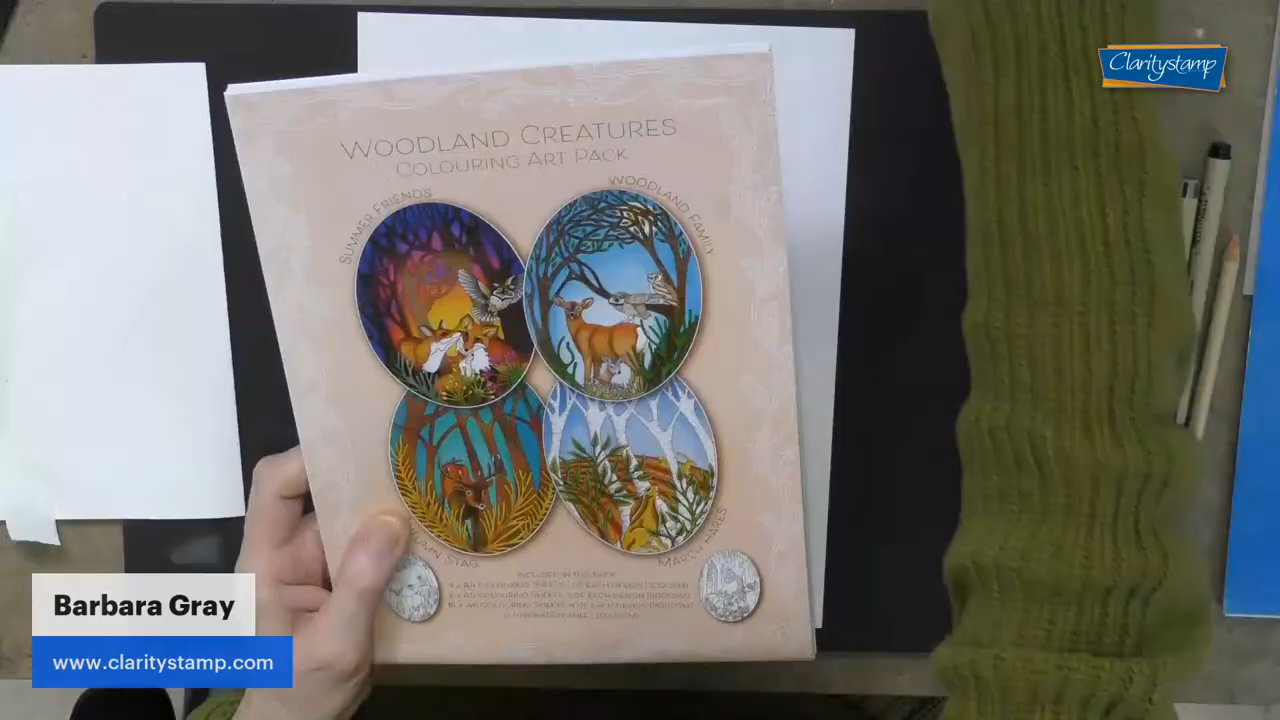 Claritystamp
WOODLAND CREATURES
COLOURING ART PACK
SUMMER FRIENDS
WOODLAND FAMILY
STAG
MARCH HARES
INCLUDED IN THIS PACK
Barbara Gray
www.claritystamp.com